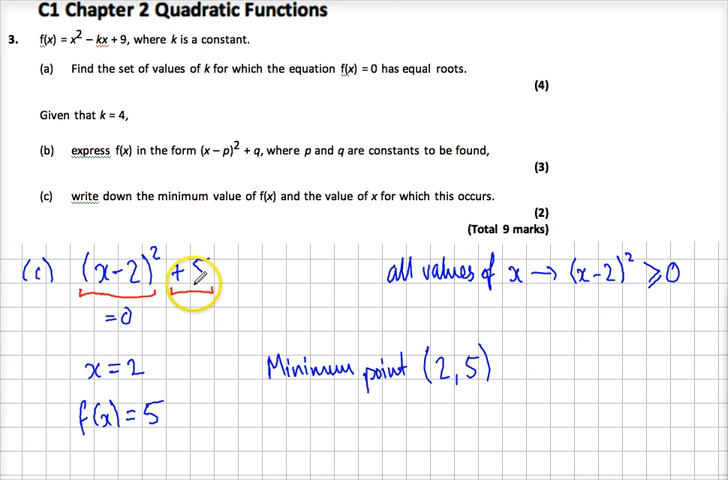 C1 Chapter 2 Quadratic Functions
3. f(x) = x² – kx + 9, where k is a constant.
(a) Find the set of values of k for which the equation f(x) = 0 has equal roots.
(4)
Given that k = 4,
(b) express f(x) in the form (x – p)² + q, where p and q are constants to be found,
(3)
(c) write down the minimum value of f(x) and the value of x for which this occurs.
(2)
(Total 9 marks)
(c) (x-2)² + 5 all values of x → (x-2)² ⩾ 0
=0
x = 2 Minimum point (2, 5)
f(x) = 5